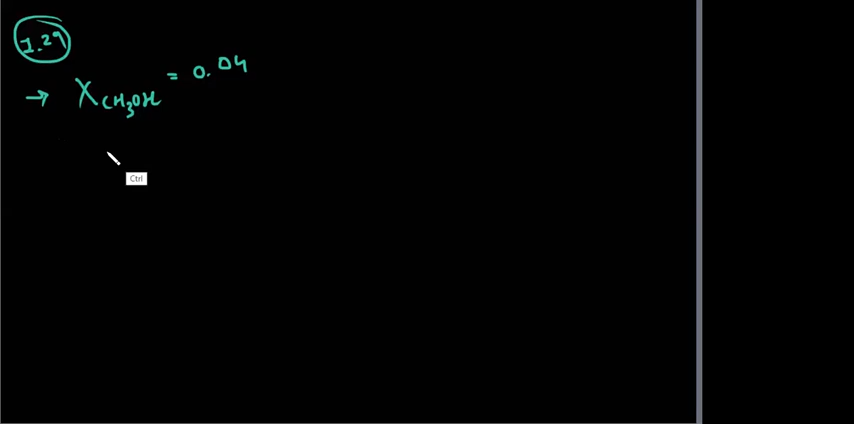 1.29
→ X_CH₃OH = 0.04
Ctrl